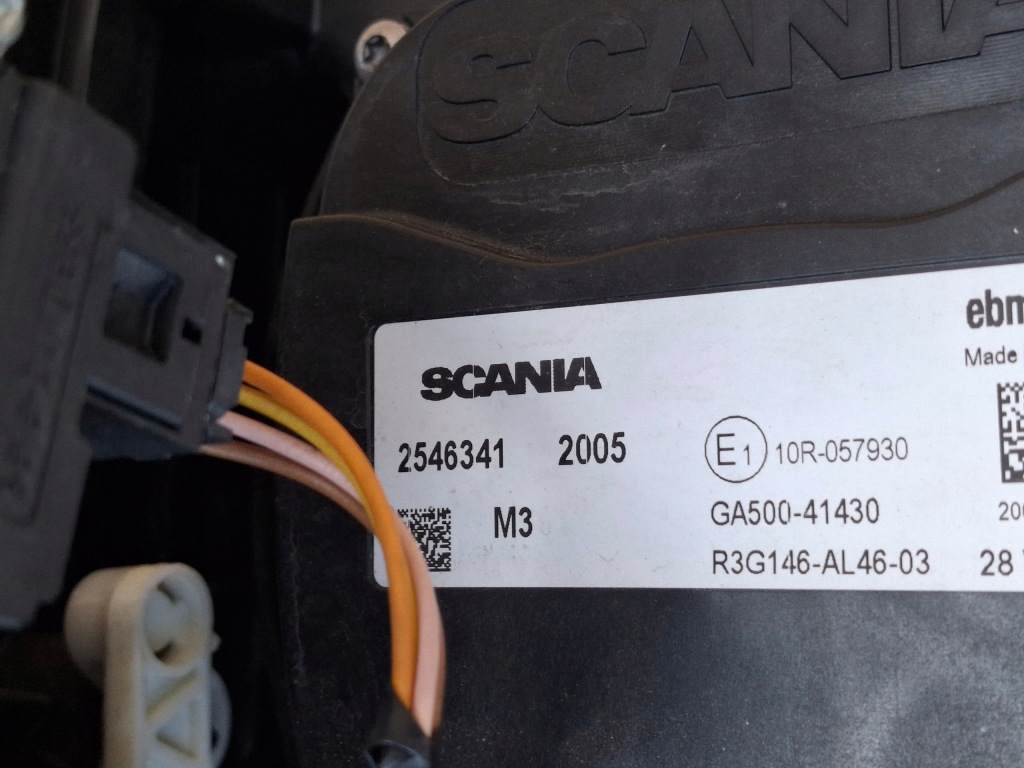 SCANIA
ebm
Made
SCANIA
2546341 2005
E1 10R-057930
M3
GA500-41430
R3G146-AL46-03
28